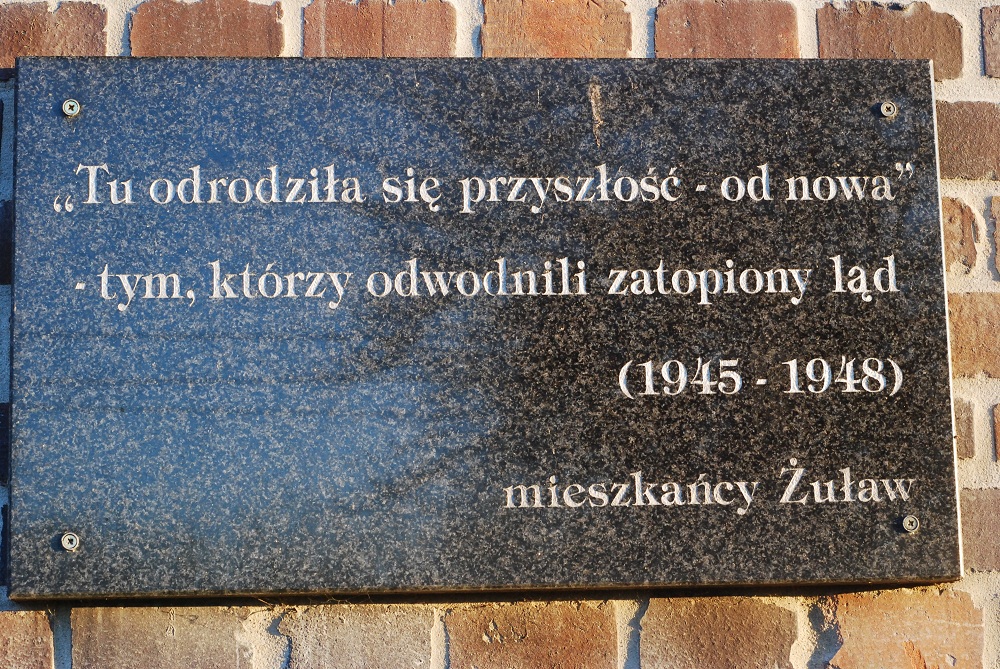 „Tu odrodziła się przyszłość - od nowa”
- tym, którzy odwodnili zatopiony ląd
(1945 - 1948)
mieszkańcy Żuław